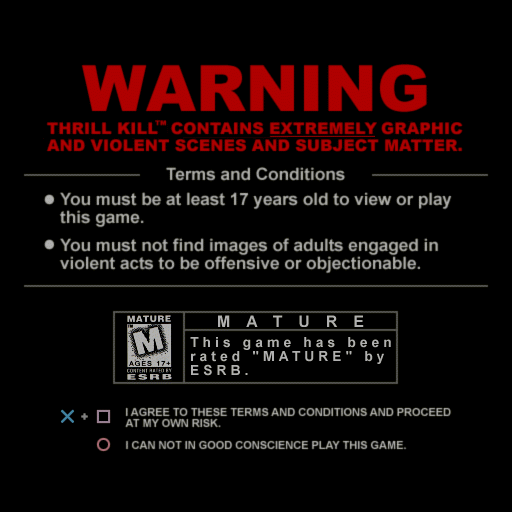 WARNING
THRILL KILL™ CONTAINS EXTREMELY GRAPHIC
AND VIOLENT SCENES AND SUBJECT MATTER.
Terms and Conditions
● You must be at least 17 years old to view or play
this game.
● You must not find images of adults engaged in
violent acts to be offensive or objectionable.
MATURE
M
AGES 17+
CONTENT RATED BY
ESRB
MATURE
This game has been
rated "MATURE" by
ESRB.
I AGREE TO THESE TERMS AND CONDITIONS AND PROCEED
AT MY OWN RISK.
I CAN NOT IN GOOD CONSCIENCE PLAY THIS GAME.